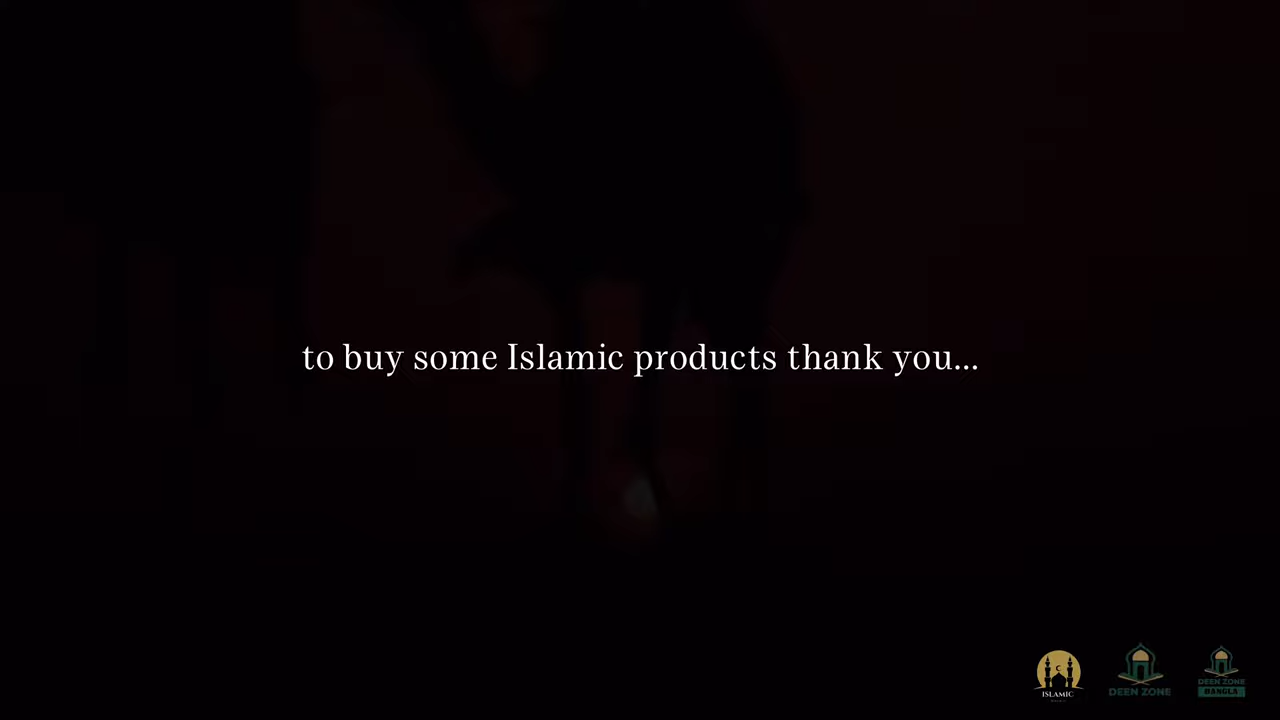 to buy some Islamic products thank you...
ISLAMIC
DEEN ZONE
DEEN ZONE
BANGLA